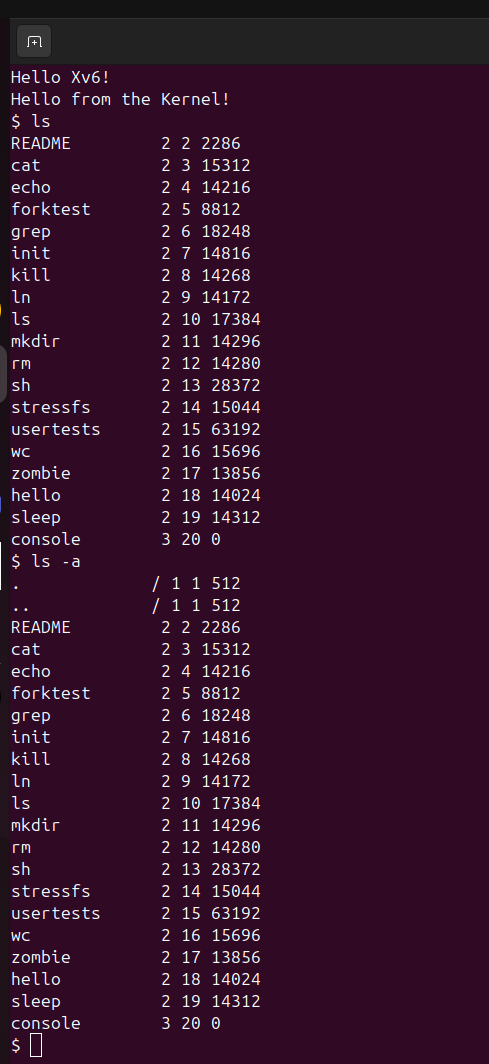 Hello Xv6!
Hello from the Kernel!
$ ls
README         2 2 2286
cat            2 3 15312
echo           2 4 14216
forktest       2 5 8812
grep           2 6 18248
init           2 7 14816
kill           2 8 14268
ln             2 9 14172
ls             2 10 17384
mkdir          2 11 14296
rm             2 12 14280
sh             2 13 28372
stressfs       2 14 15044
usertests      2 15 63192
wc             2 16 15696
zombie         2 17 13856
hello          2 18 14024
sleep          2 19 14312
console        3 20 0
$ ls -a
.             / 1 1 512
..            / 1 1 512
README         2 2 2286
cat            2 3 15312
echo           2 4 14216
forktest       2 5 8812
grep           2 6 18248
init           2 7 14816
kill           2 8 14268
ln             2 9 14172
ls             2 10 17384
mkdir          2 11 14296
rm             2 12 14280
sh             2 13 28372
stressfs       2 14 15044
usertests      2 15 63192
wc             2 16 15696
zombie         2 17 13856
hello          2 18 14024
sleep          2 19 14312
console        3 20 0
$